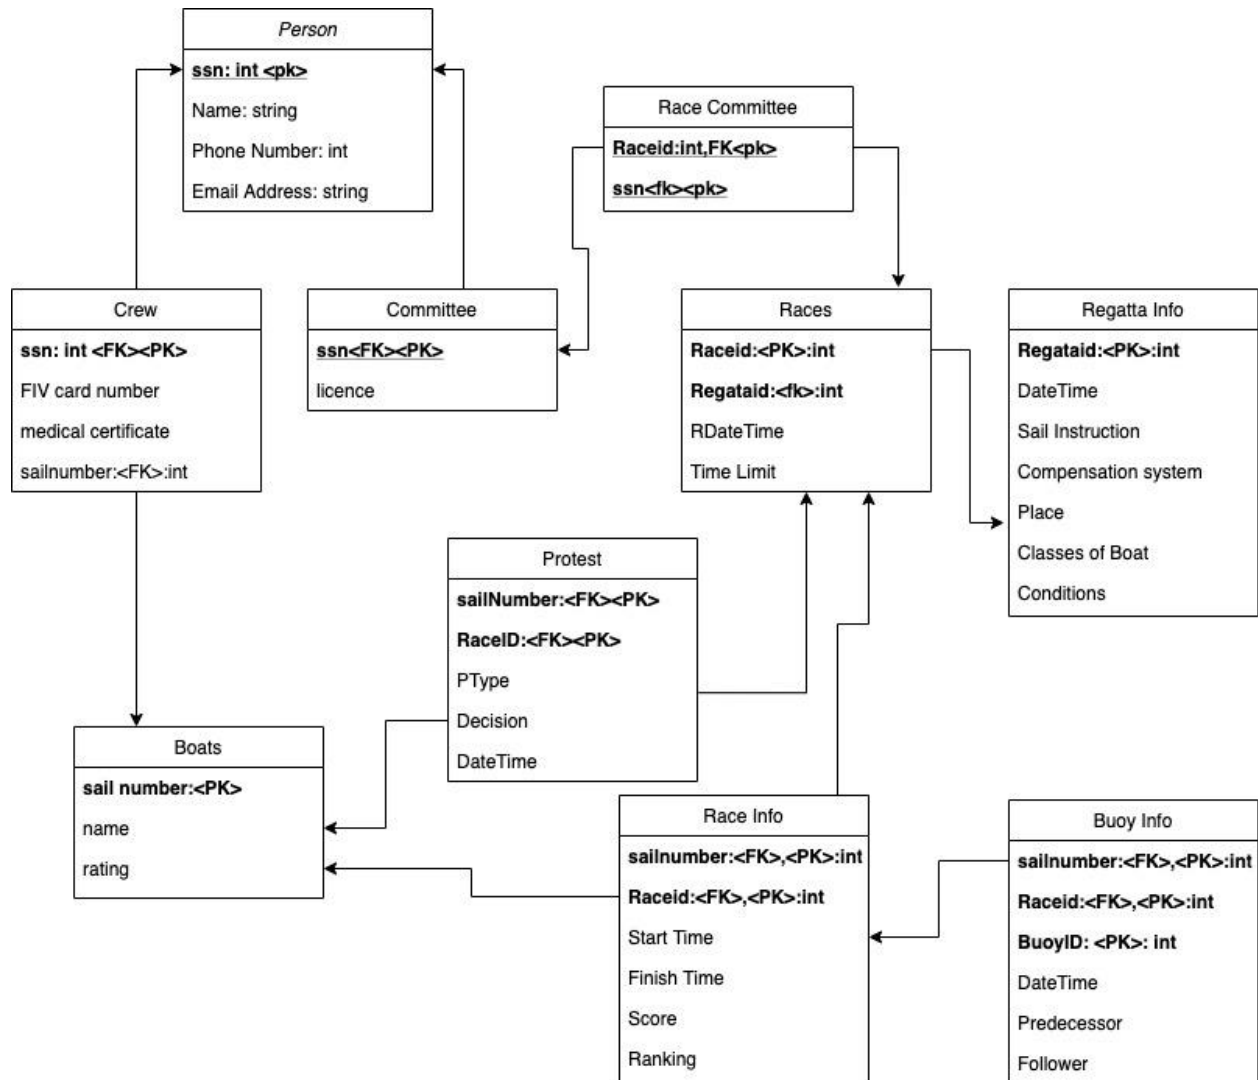 Person
ssn: int <pk>
Name: string
Phone Number: int
Email Address: string
Race Committee
Raceid:int,FK<pk>
ssn<fk><pk>
Crew
ssn: int <FK><PK>
FIV card number
medical certificate
sailnumber:<FK>:int
Committee
ssn<FK><PK>
licence
Races
Raceid:<PK>:int
Regataid:<fk>:int
RDateTime
Time Limit
Regatta Info
Regataid:<PK>:int
DateTime
Sail Instruction
Compensation system
Place
Classes of Boat
Conditions
Protest
sailNumber:<FK><PK>
RaceID:<FK><PK>
PType
Decision
DateTime
Boats
sail number:<PK>
name
rating
Race Info
sailnumber:<FK>,<PK>:int
Raceid:<FK>,<PK>:int
Start Time
Finish Time
Score
Ranking
Buoy Info
sailnumber:<FK>,<PK>:int
Raceid:<FK>,<PK>:int
BuoyID: <PK>: int
DateTime
Predecessor
Follower